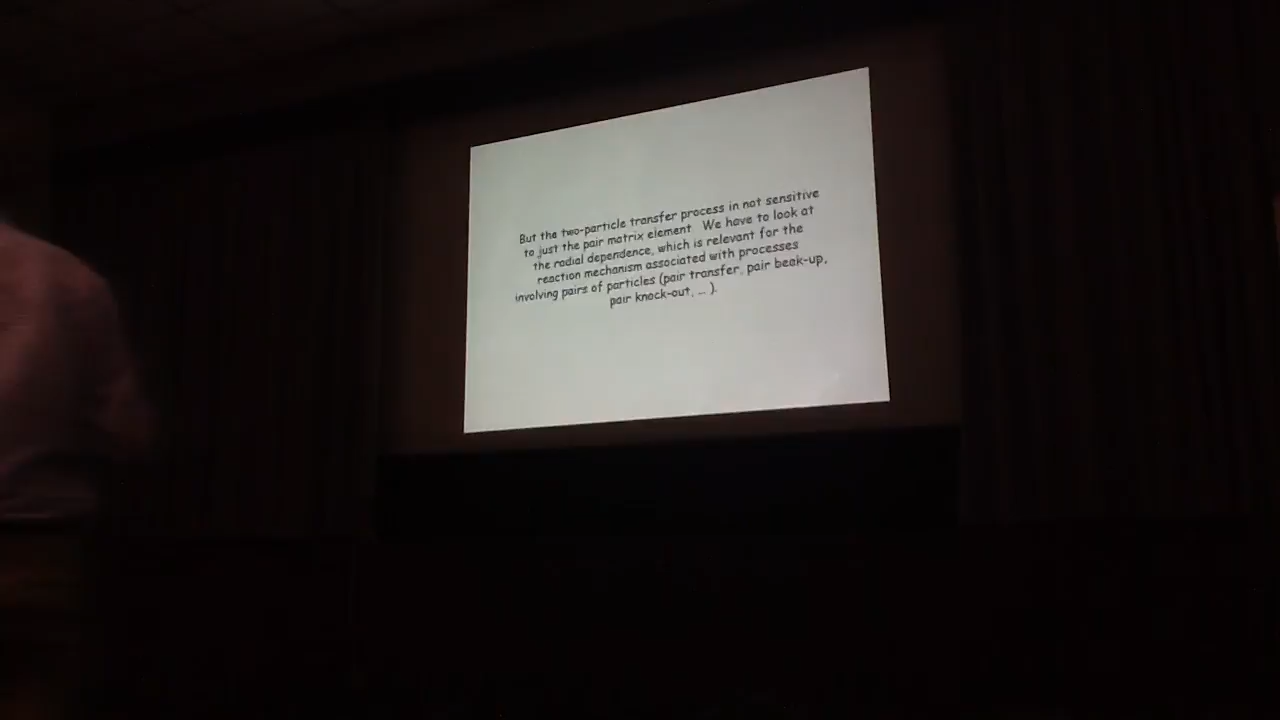 But the two-particle transfer process in not sensitive
to just the pair matrix element  We have to look at
the radial dependence, which is relevant for the
reaction mechanism associated with processes
involving pairs of particles (pair transfer, pair beak-up,
pair knock-out, … ).